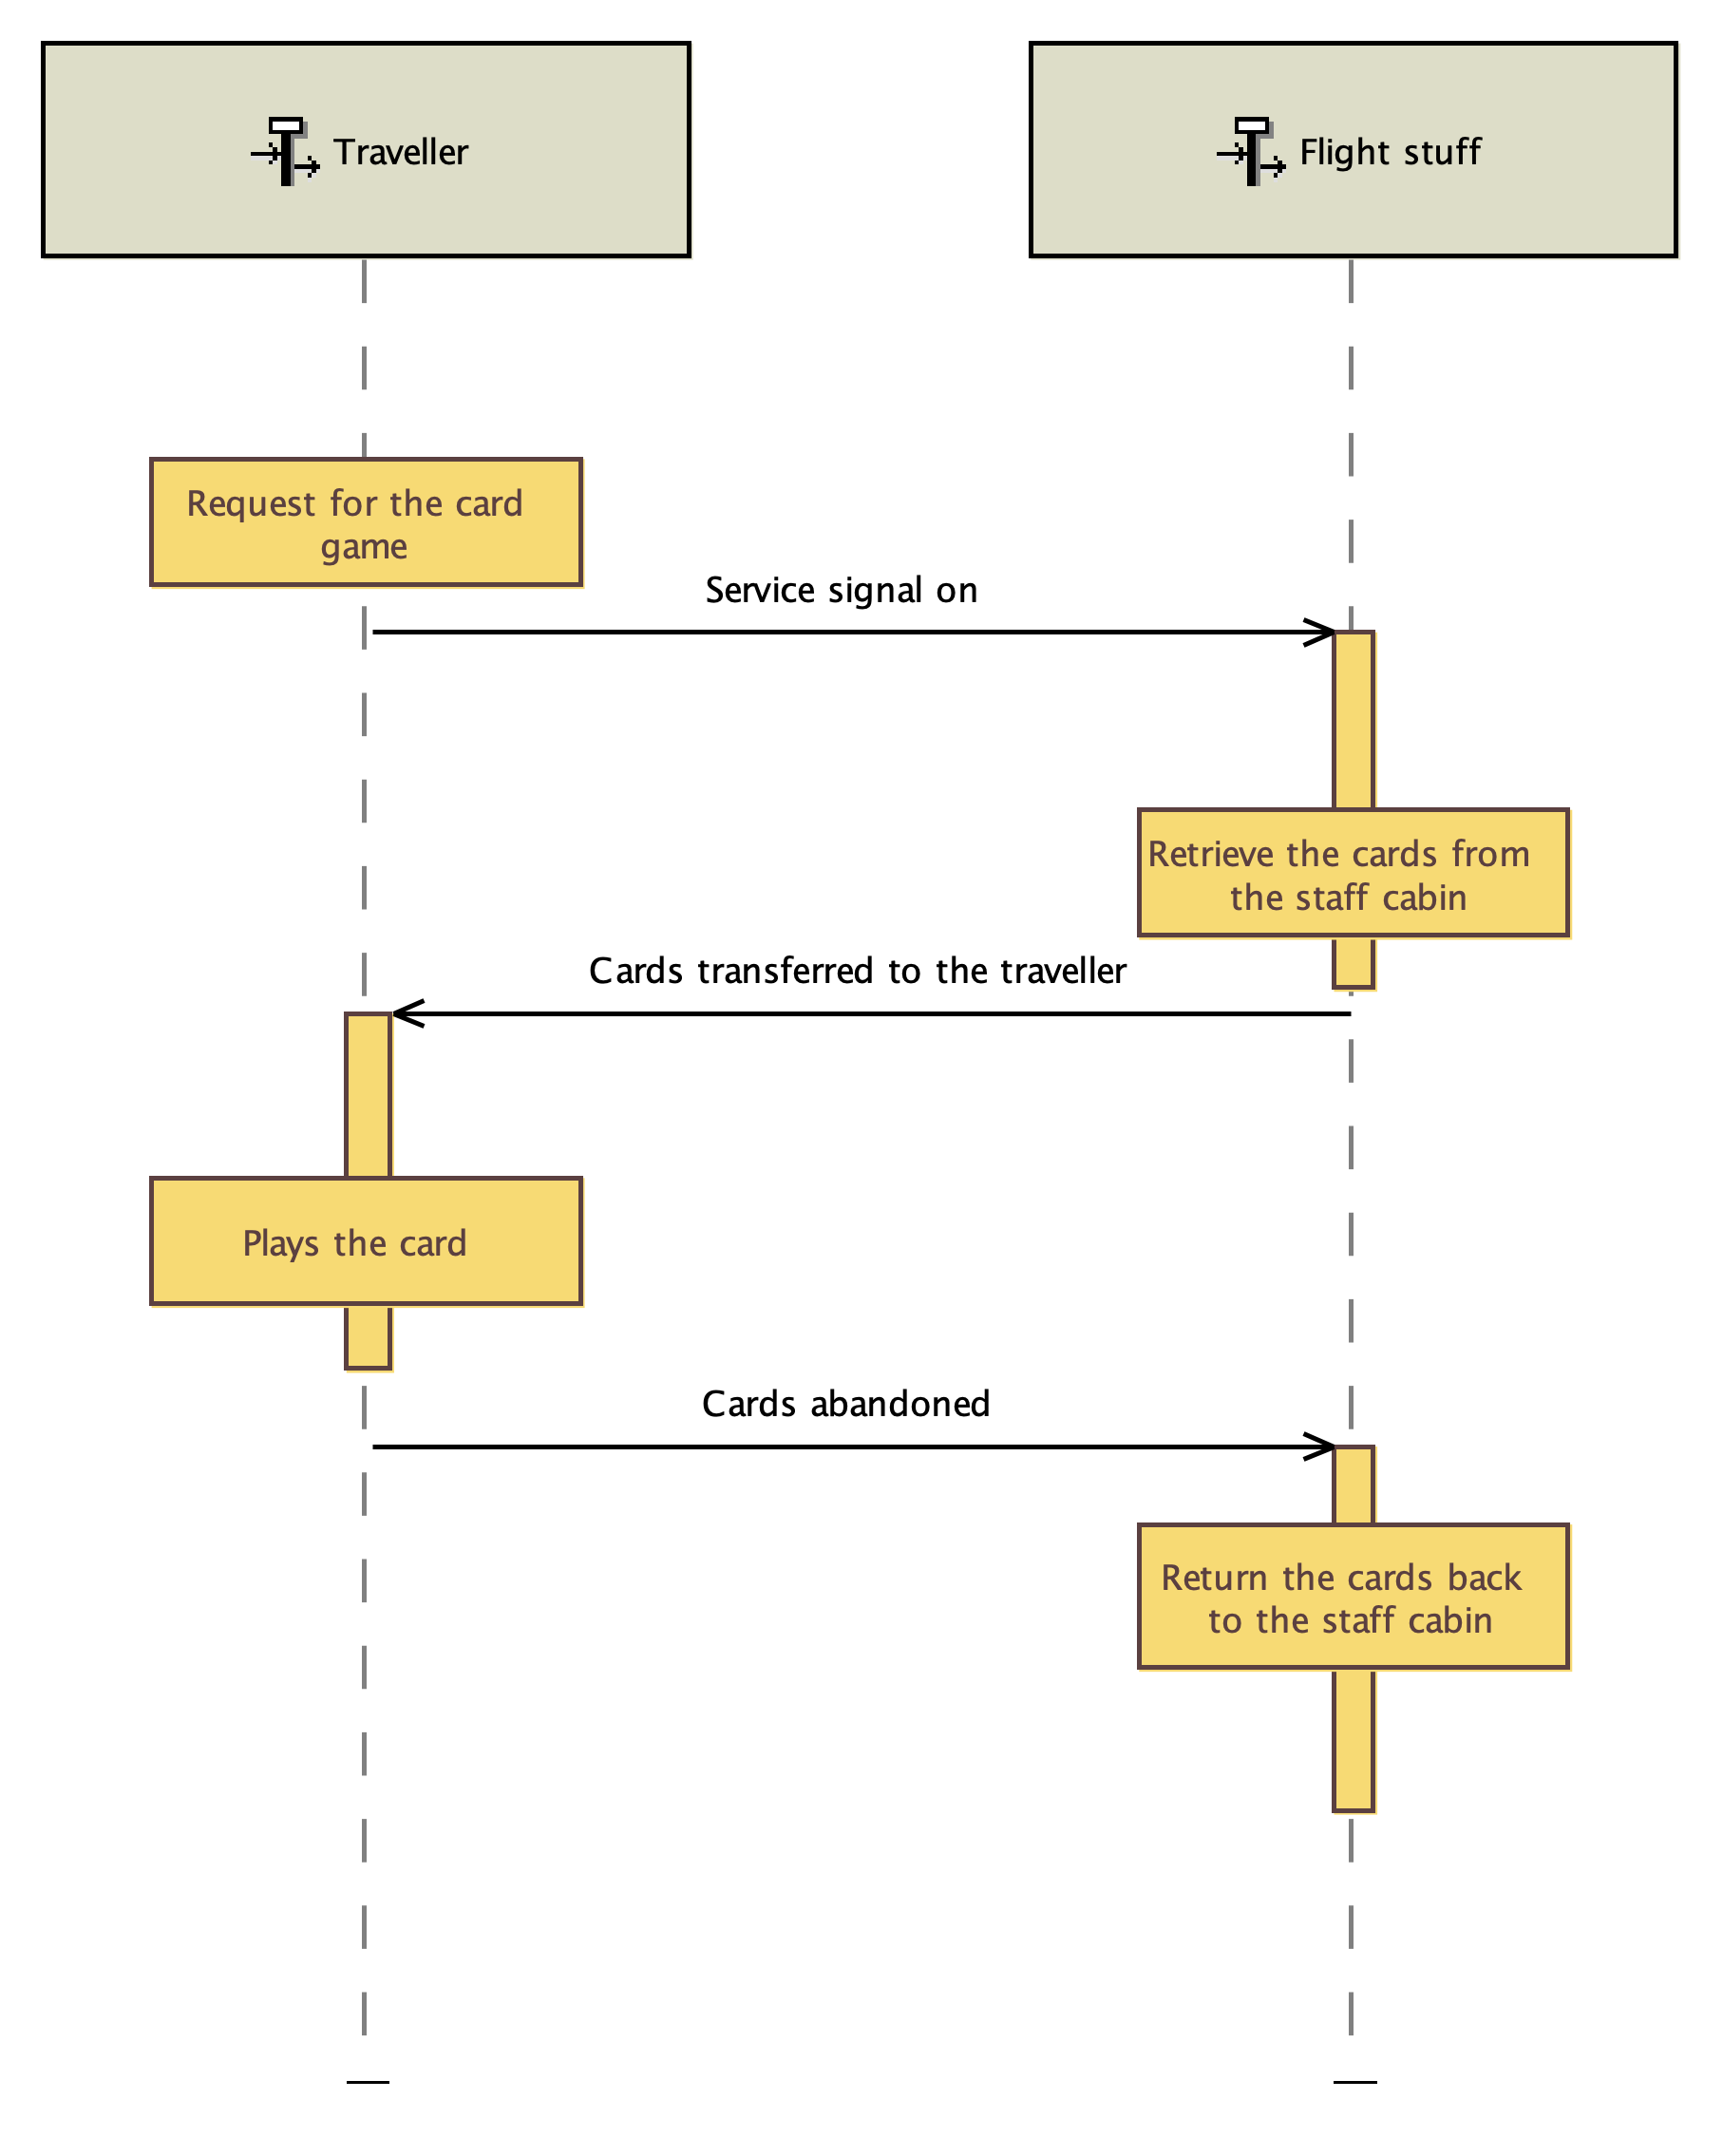 Traveller
Flight stuff
Request for the card
game
Service signal on
Retrieve the cards from
the staff cabin
Cards transferred to the traveller
Plays the card
Cards abandoned
Return the cards back
to the staff cabin